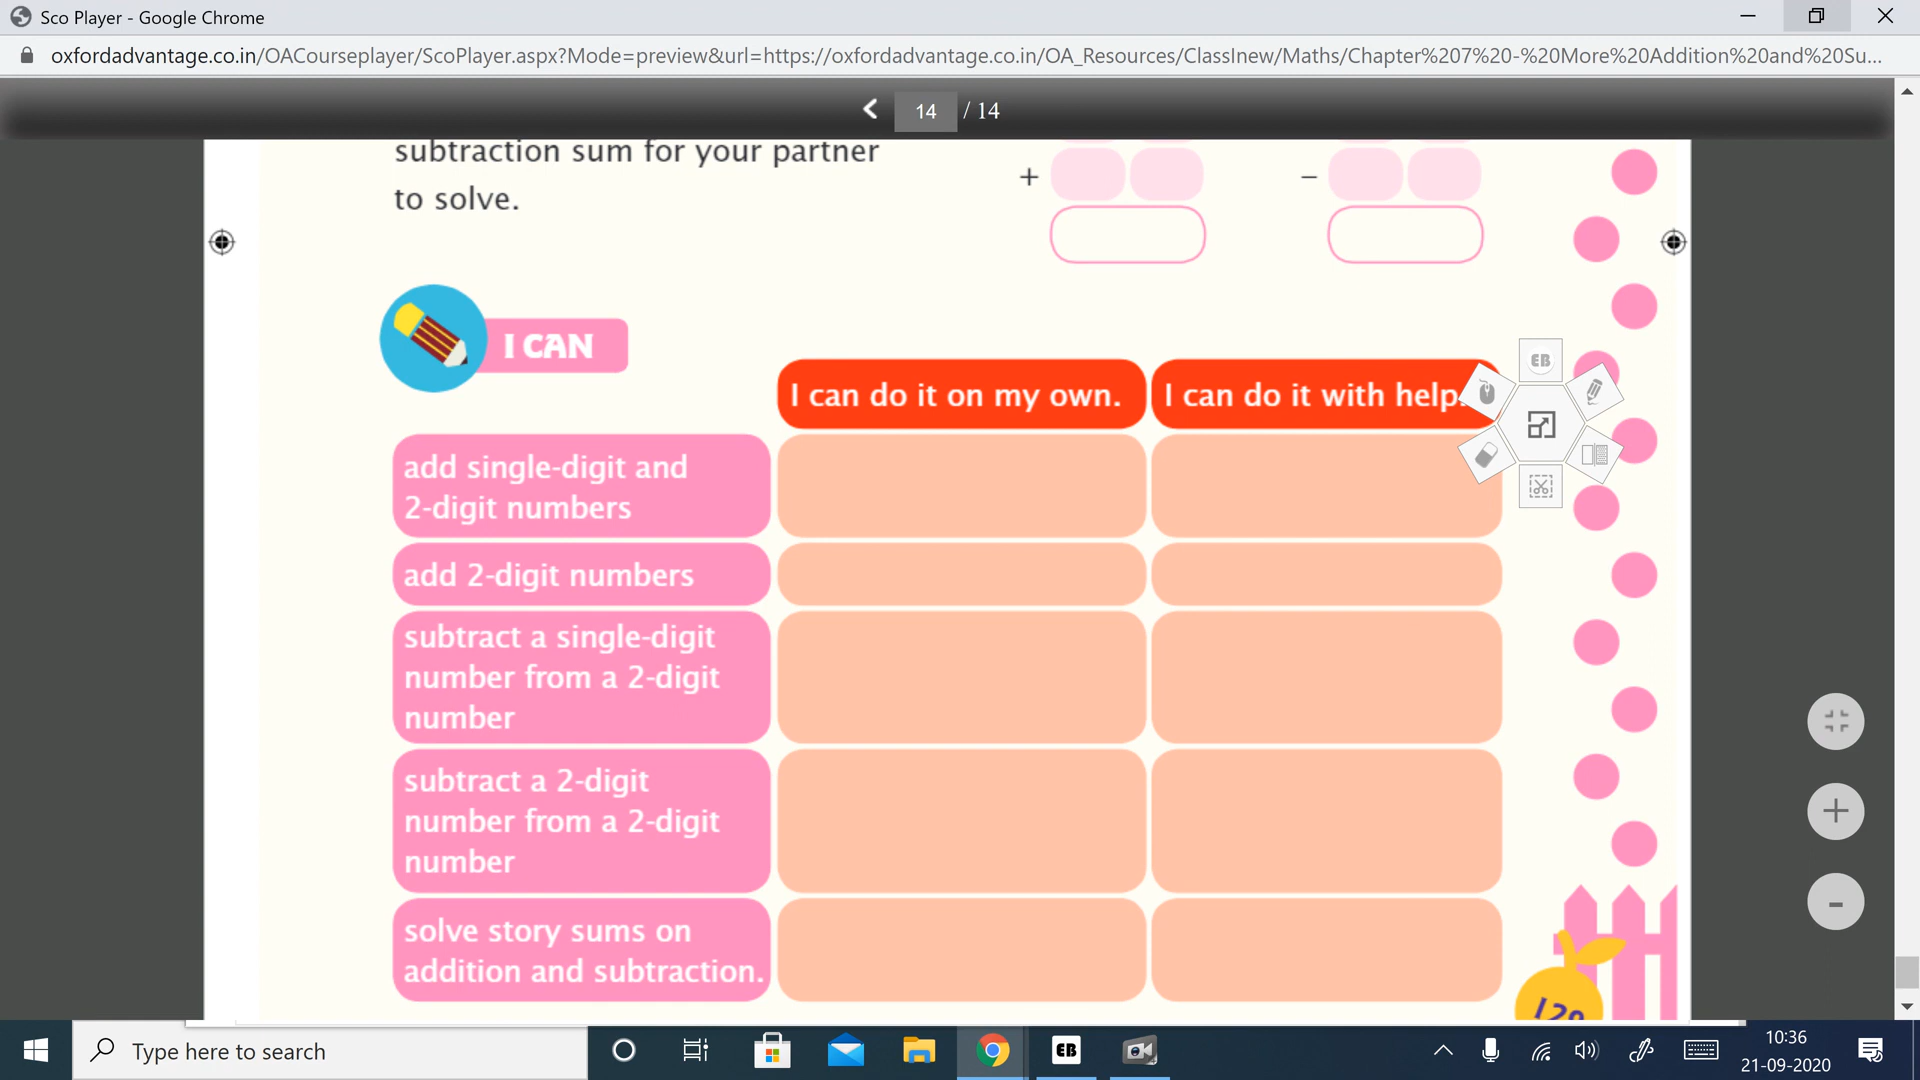 Sco Player - Google Chrome
oxfordadvantage.co.in/OACourseplayer/ScoPlayer.aspx?Mode=preview&url=https://oxfordadvantage.co.in/OA_Resources/ClassInew/Maths/Chapter%207%20-%20More%20Addition%20and%20Su...
14 / 14
subtraction sum for your partner
to solve.
+
−
I CAN
EB
I can do it on my own.
I can do it with help.
add single-digit and
2-digit numbers
add 2-digit numbers
subtract a single-digit
number from a 2-digit
number
subtract a 2-digit
number from a 2-digit
number
solve story sums on
addition and subtraction.
+
-
Type here to search
EB
10:36
21-09-2020